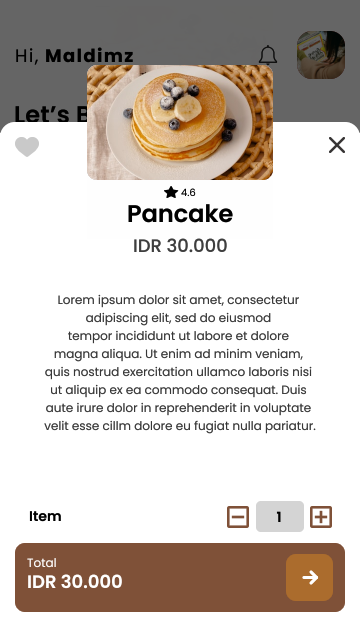 Hi, Maldimz
Let's B
4.6
Pancake
IDR 30.000
Lorem ipsum dolor sit amet, consectetur
adipiscing elit, sed do eiusmod
tempor incididunt ut labore et dolore
magna aliqua. Ut enim ad minim veniam,
quis nostrud exercitation ullamco laboris nisi
ut aliquip ex ea commodo consequat. Duis
aute irure dolor in reprehenderit in voluptate
velit esse cillm dolore eu fugiat nulla pariatur.
Item
1
Total
IDR 30.000